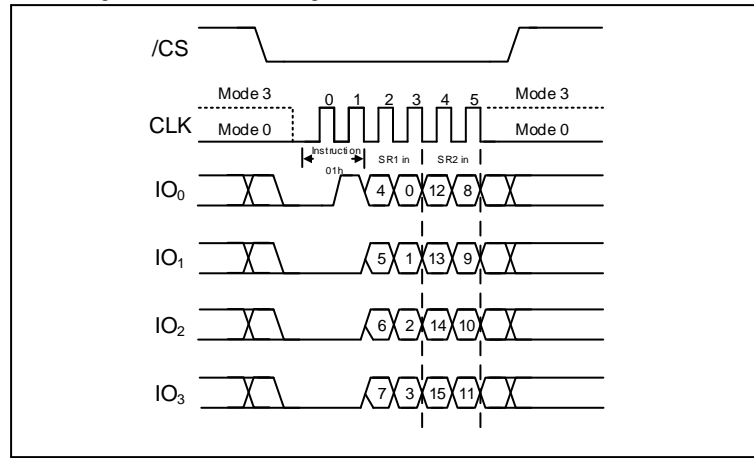 /CS
Mode 3 0 1 2 3 4 5 Mode 3
CLK Mode 0 Mode 0
Instruction SR1 in SR2 in
01h
IO₀ 4 0 12 8
IO₁ 5 1 13 9
IO₂ 6 2 14 10
IO₃ 7 3 15 11